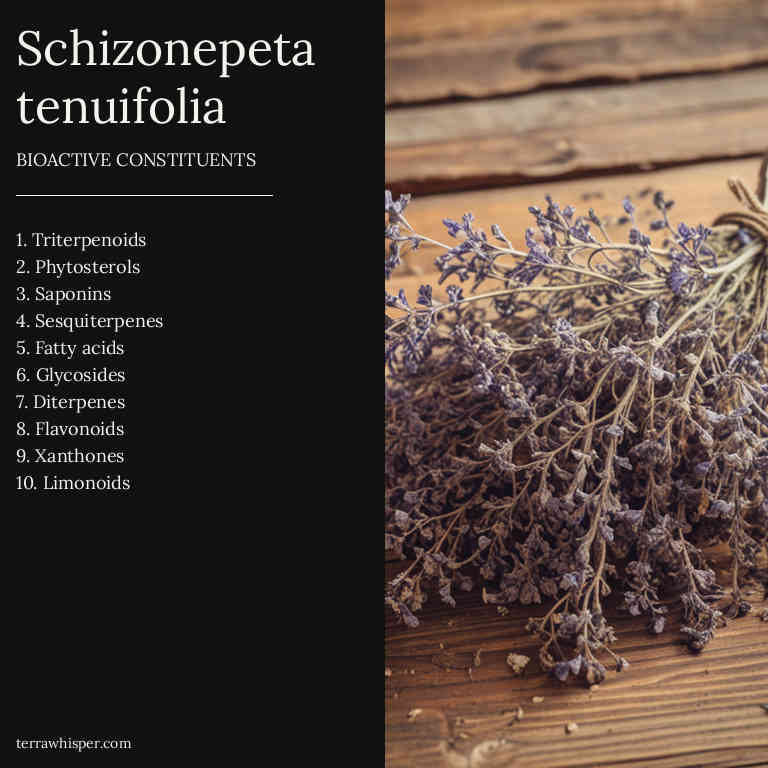 Schizonepeta
tenuifolia
BIOACTIVE CONSTITUENTS
1. Triterpenoids
2. Phytosterols
3. Saponins
4. Sesquiterpenes
5. Fatty acids
6. Glycosides
7. Diterpenes
8. Flavonoids
9. Xanthones
10. Limonoids
terrawhisper.com